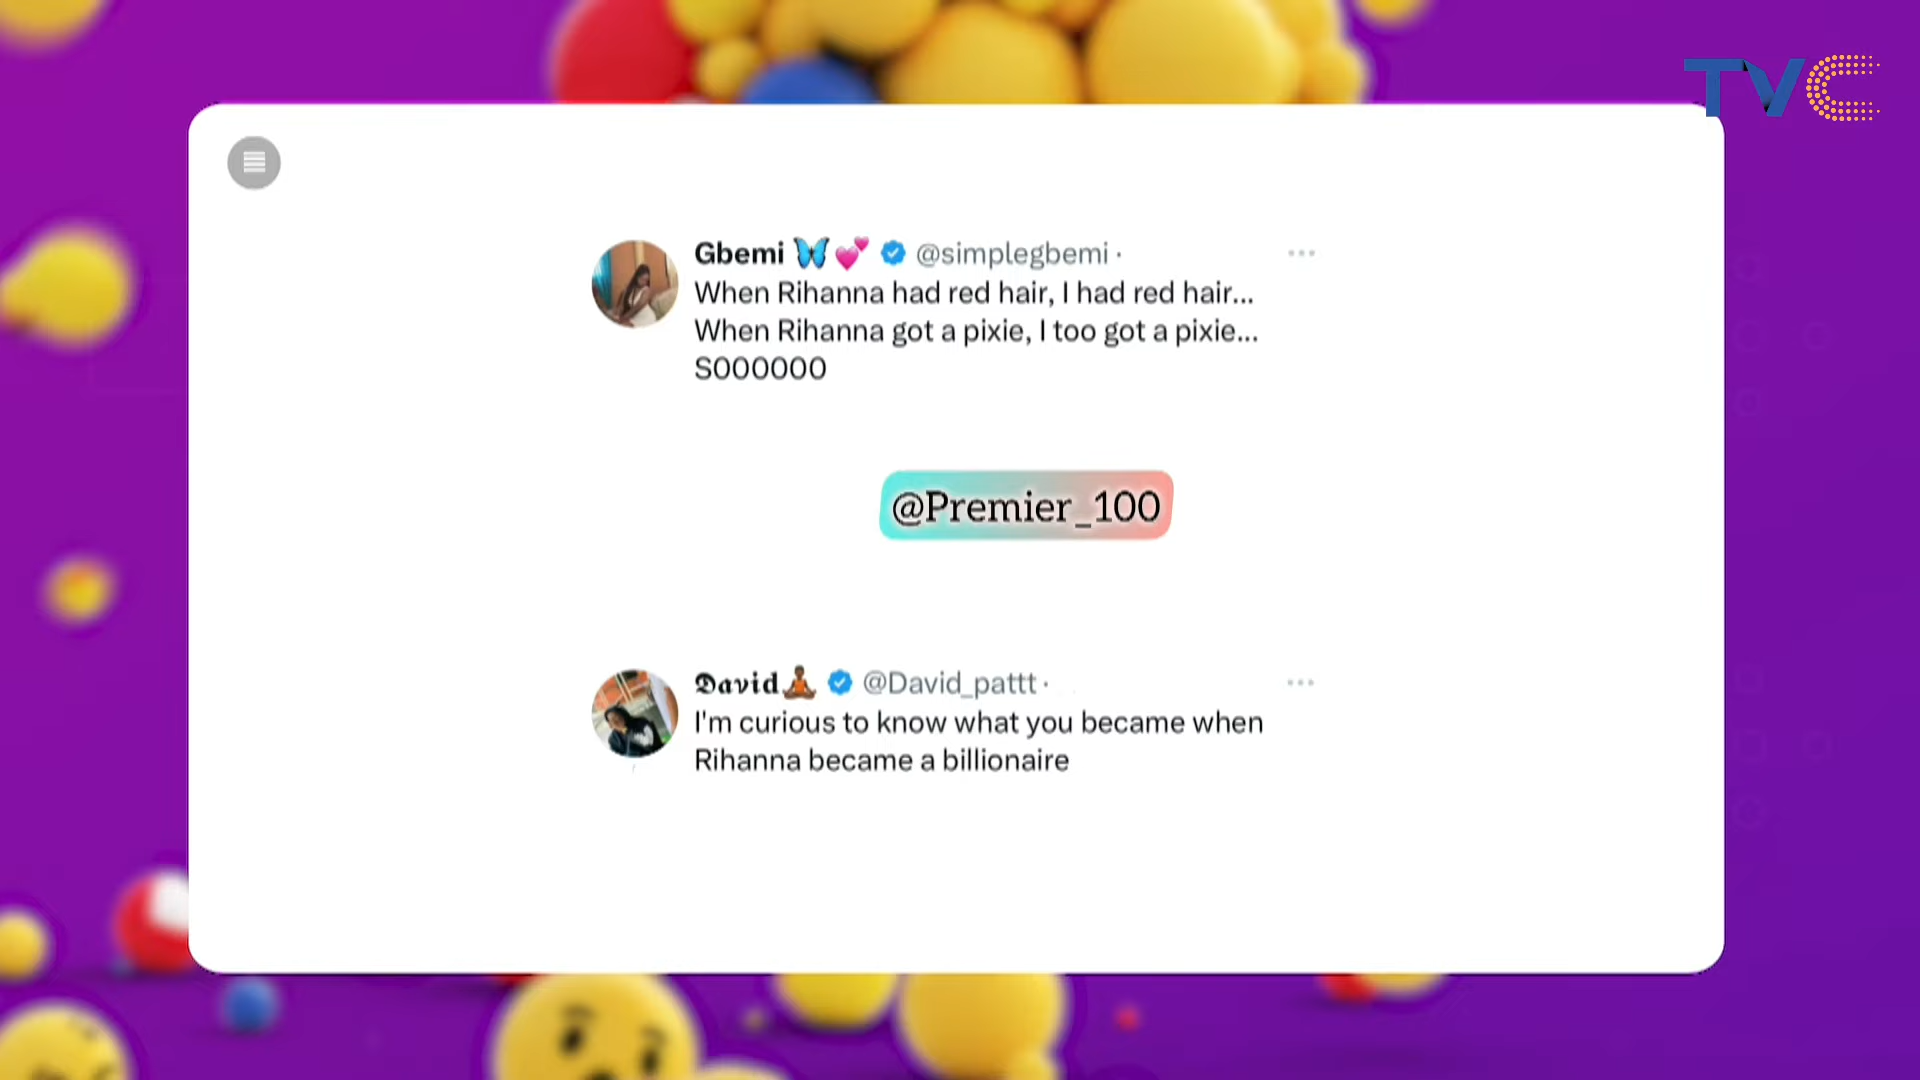 TVC
Gbemi 🦋💕 @simplegbemi ·
When Rihanna had red hair, I had red hair...
When Rihanna got a pixie, I too got a pixie...
SOOOOOO
@Premier_100
𝕯𝖆𝖛𝖎𝖉🧘🏾 @David_pattt ·
I'm curious to know what you became when
Rihanna became a billionaire